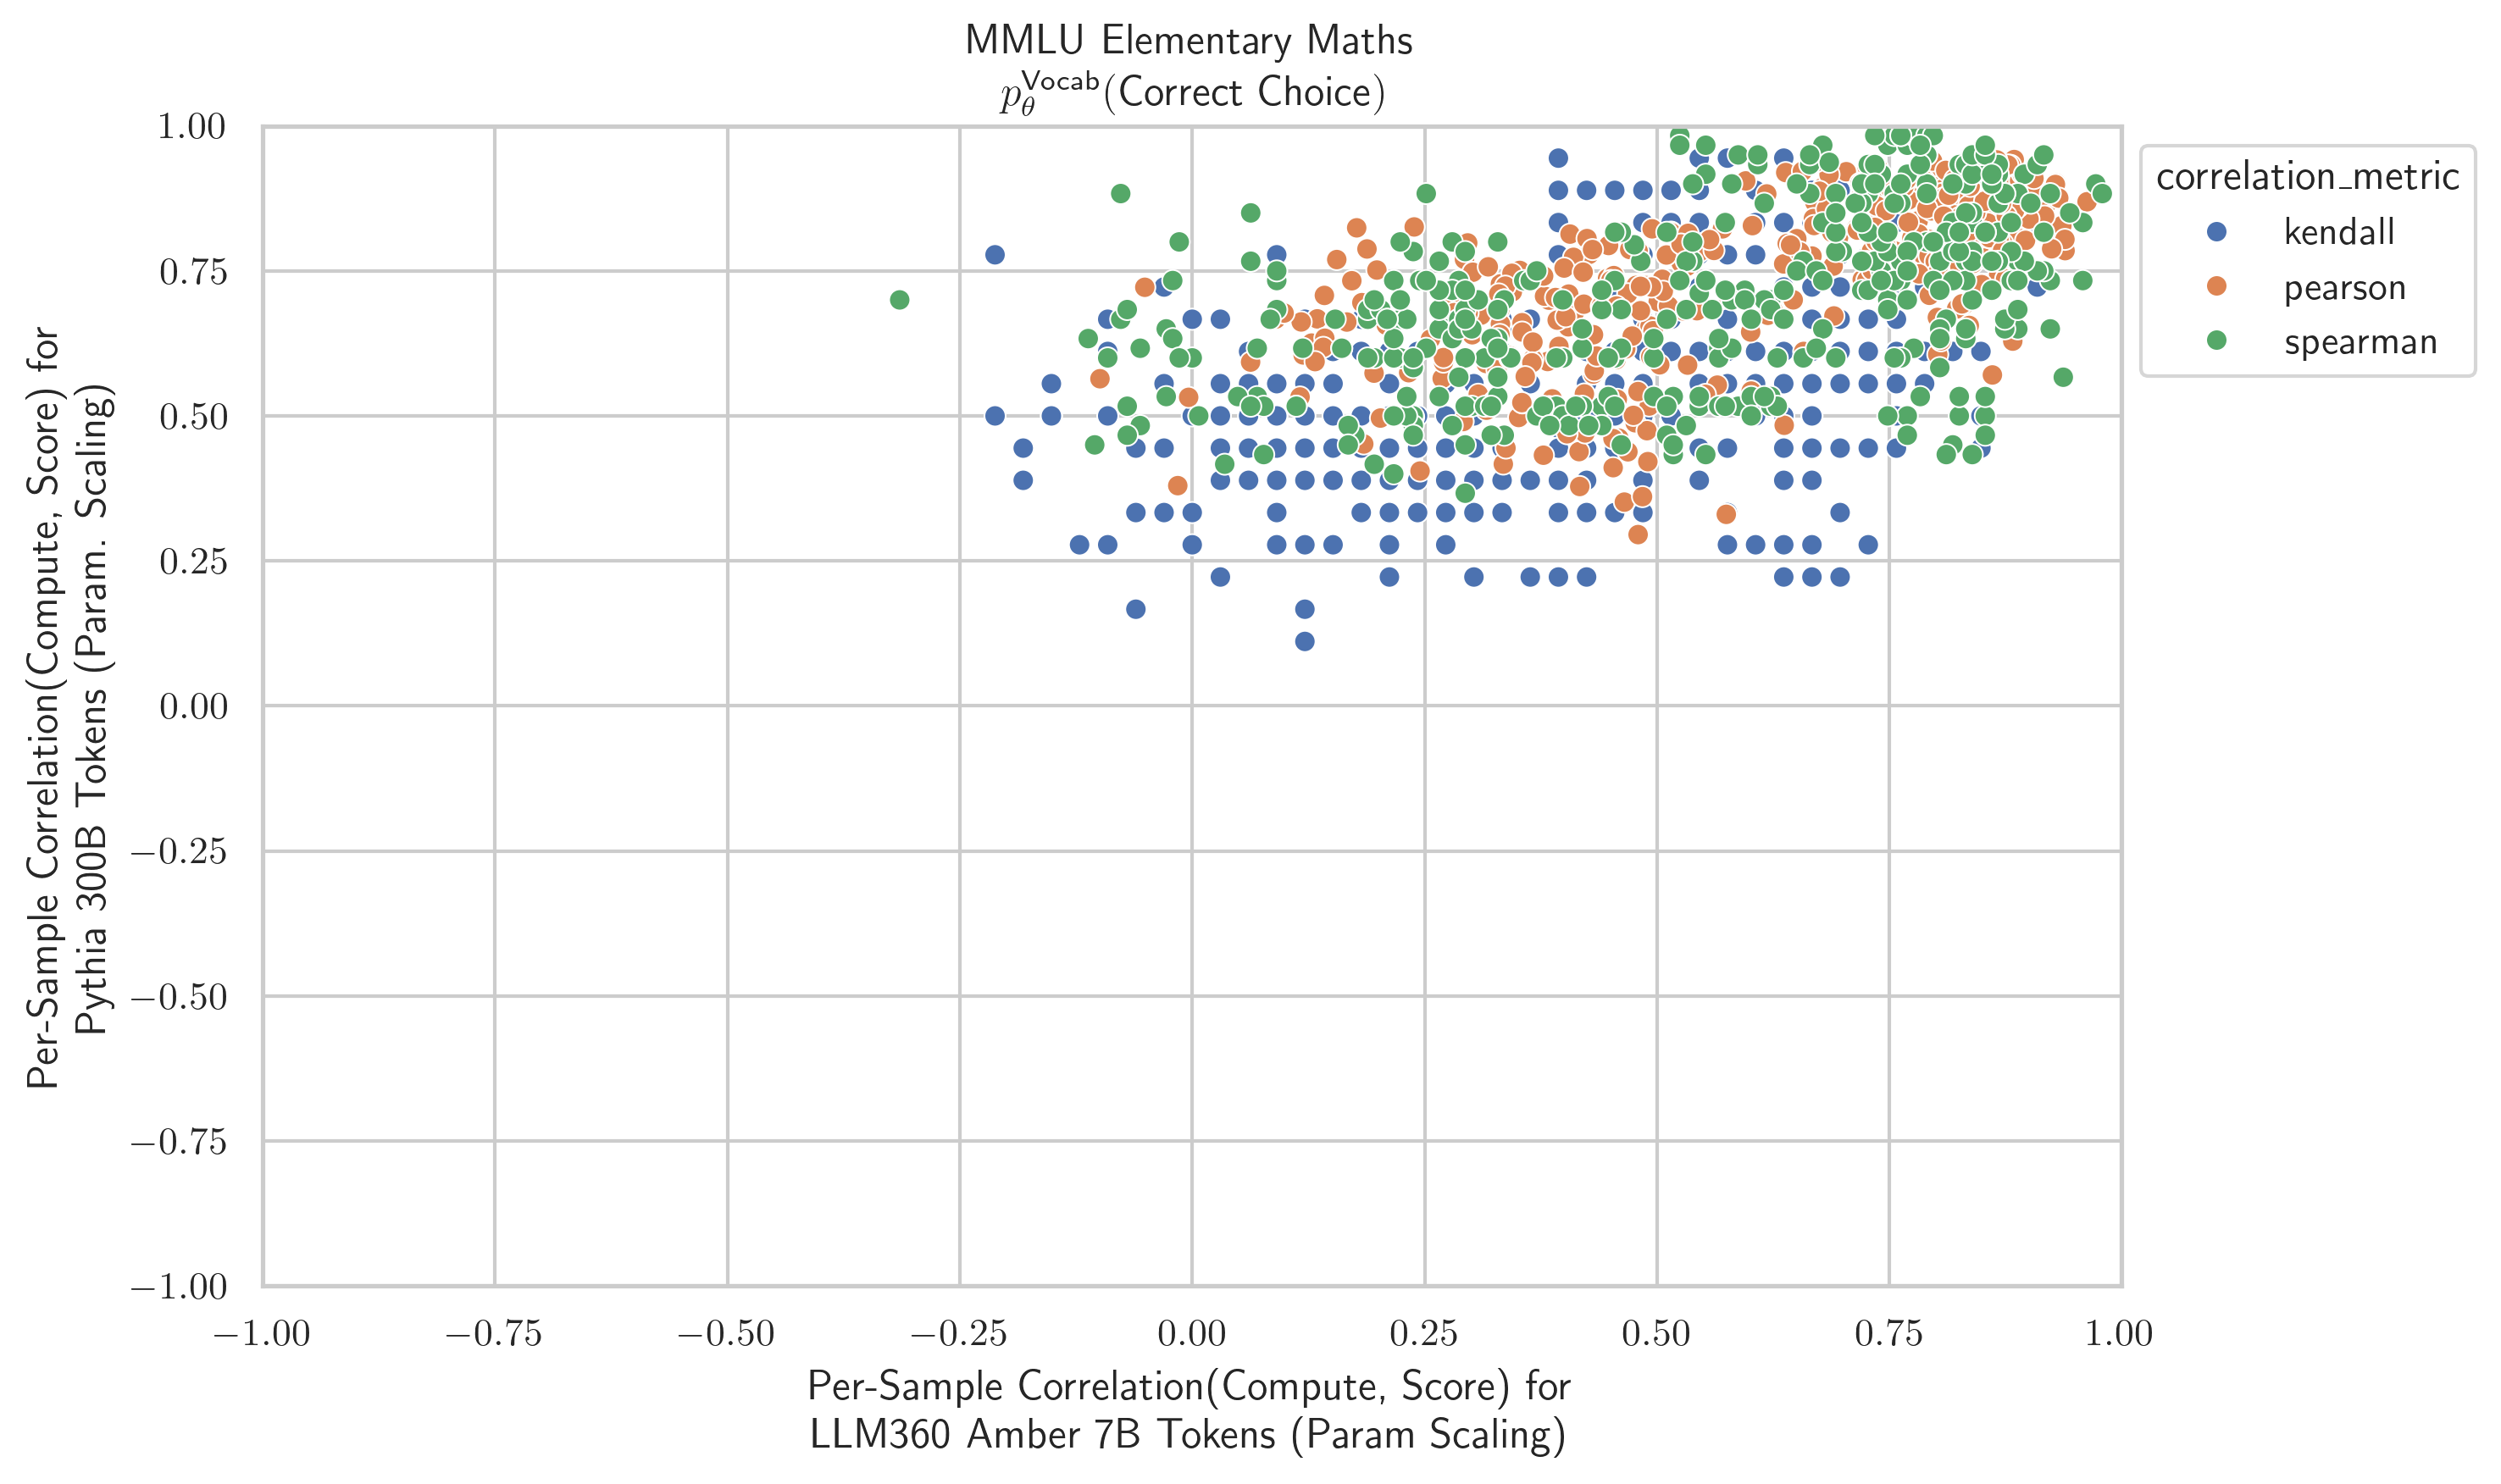 MMLU Elementary Maths
p_θ^Vocab(Correct Choice)
Per-Sample Correlation(Compute, Score) for
Pythia 300B Tokens (Param. Scaling)
1.00
0.75
0.50
0.25
0.00
−0.25
−0.50
−0.75
−1.00
−1.00 −0.75 −0.50 −0.25 0.00 0.25 0.50 0.75 1.00
Per-Sample Correlation(Compute, Score) for
LLM360 Amber 7B Tokens (Param Scaling)
correlation_metric
kendall
pearson
spearman